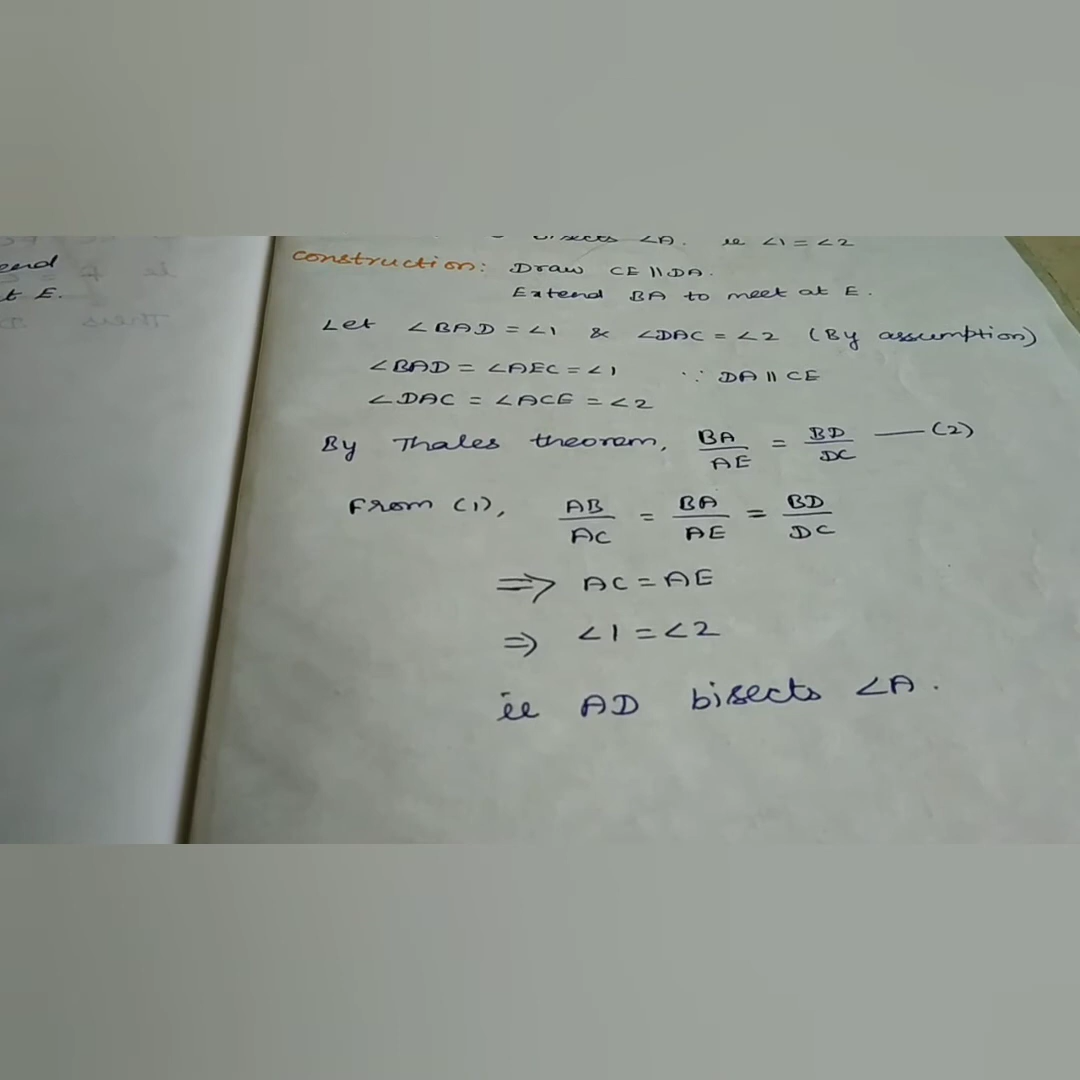 end
t E.
bisects ∠A. ie ∠1 = ∠2
construction: Draw CE || DA.
Extend BA to meet at E.
Let ∠BAD = ∠1 & ∠DAC = ∠2 (By assumption)
∠BAD = ∠AEC = ∠1 ∵ DA || CE
∠DAC = ∠ACE = ∠2
By Thales theorem, BA/AE = BD/DC —(2)
From (1), AB/AC = BA/AE = BD/DC
⇒ AC = AE
⇒ ∠1 = ∠2
ie AD bisects ∠A.